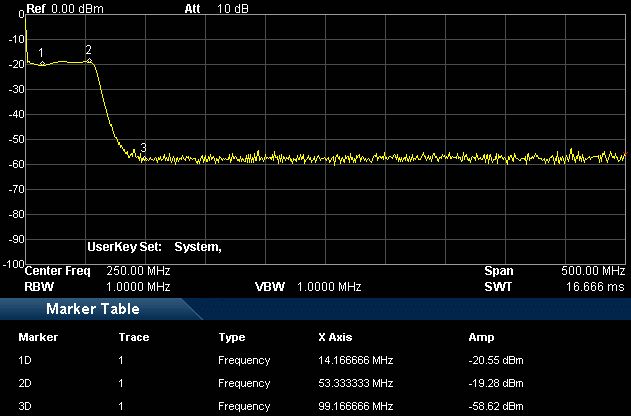 Ref 0.00 dBm Att 10 dB
0
-10
1 2
-20
-30
-40
-50
3
-60
-70
-80
-90
UserKey Set: System,
-100
Center Freq 250.00 MHz Span 500.00 MHz
RBW 1.0000 MHz VBW 1.0000 MHz SWT 16.666 ms
Marker Table
Marker Trace Type X Axis Amp
1D 1 Frequency 14.166666 MHz -20.55 dBm
2D 1 Frequency 53.333333 MHz -19.28 dBm
3D 1 Frequency 99.166666 MHz -58.62 dBm